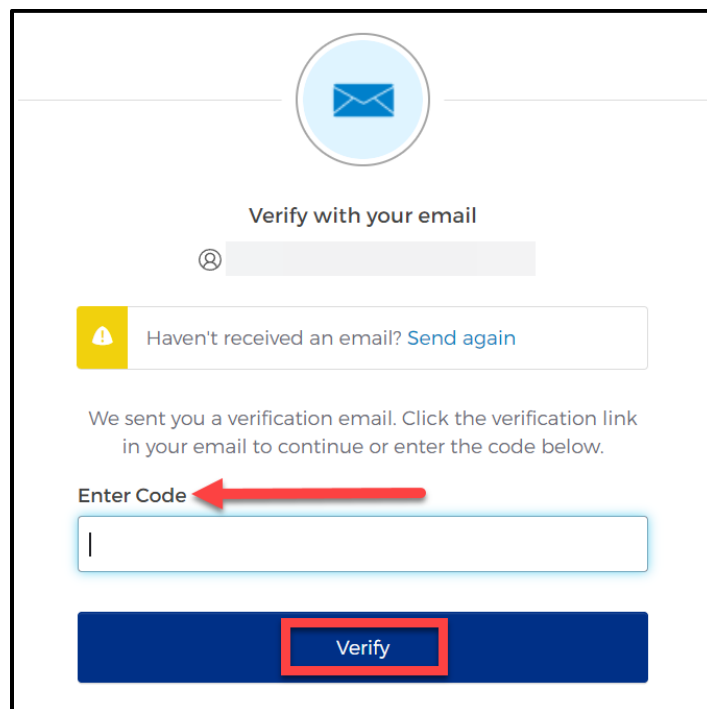 Verify with your email
Haven't received an email? Send again
We sent you a verification email. Click the verification link
in your email to continue or enter the code below.
Enter Code
Verify